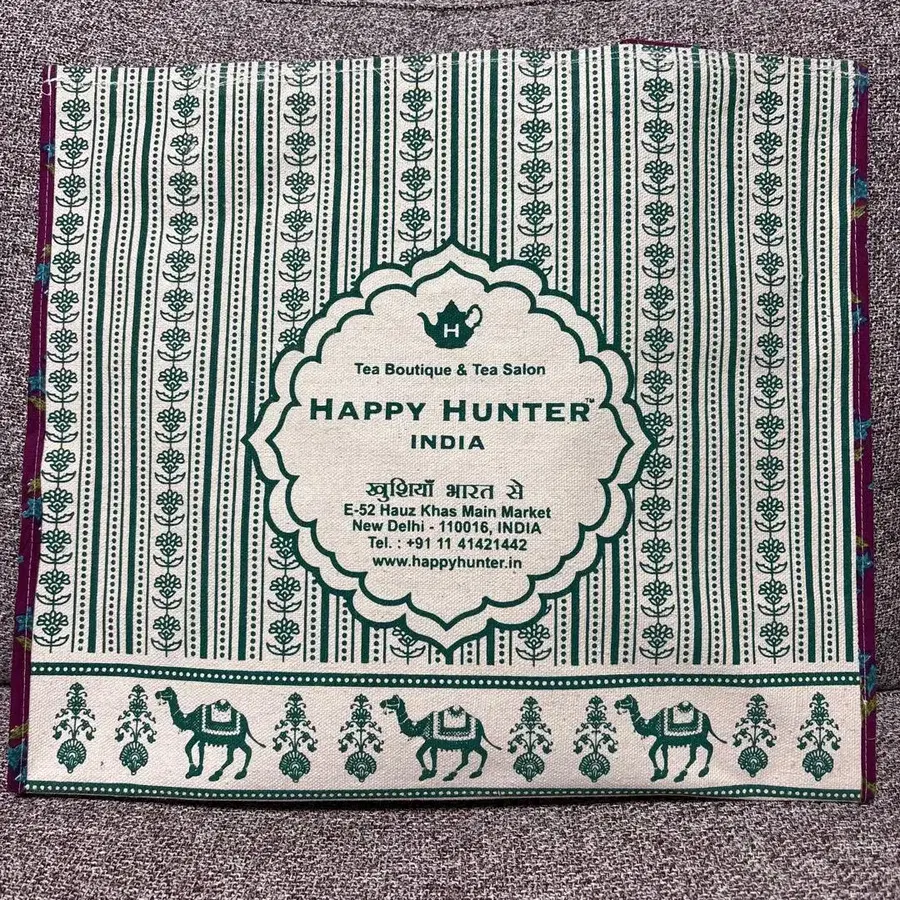 H
Tea Boutique & Tea Salon
HAPPY HUNTER™
INDIA
खुशियाँ भारत से
E-52 Hauz Khas Main Market
New Delhi - 110016, INDIA
Tel. : +91 11 41421442
www.happyhunter.in